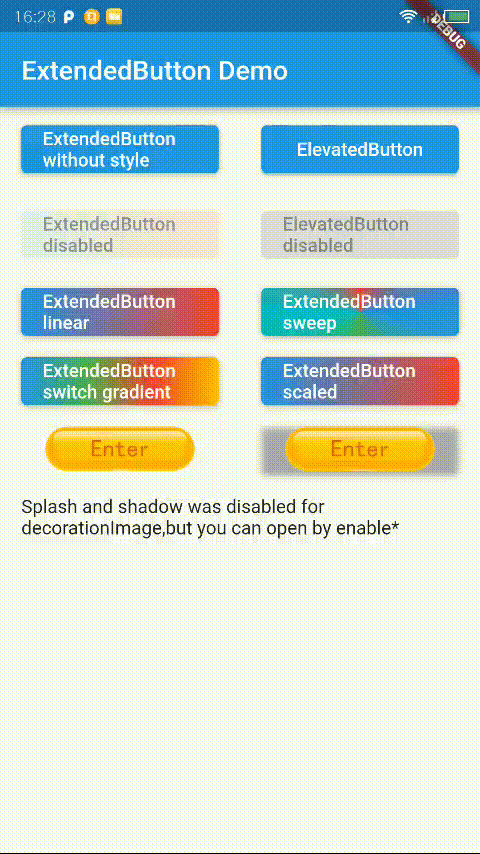 16:28
DEBUG
ExtendedButton Demo
ExtendedButton
without style
ElevatedButton
ExtendedButton
disabled
ElevatedButton
disabled
ExtendedButton
linear
ExtendedButton
sweep
ExtendedButton
switch gradient
ExtendedButton
scaled
Enter
Enter
Splash and shadow was disabled for
decorationImage,but you can open by enable*